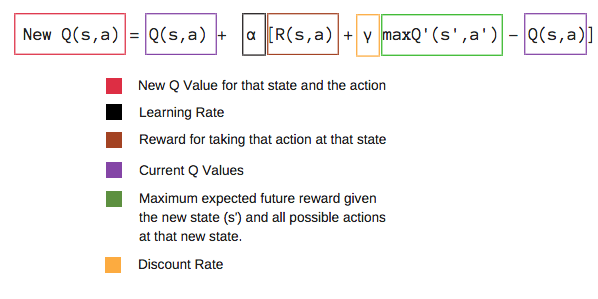 New Q(s,a) = Q(s,a) + α [R(s,a) + γ maxQ'(s',a') − Q(s,a)]
New Q Value for that state and the action
Learning Rate
Reward for taking that action at that state
Current Q Values
Maximum expected future reward given
the new state (s') and all possible actions
at that new state.
Discount Rate